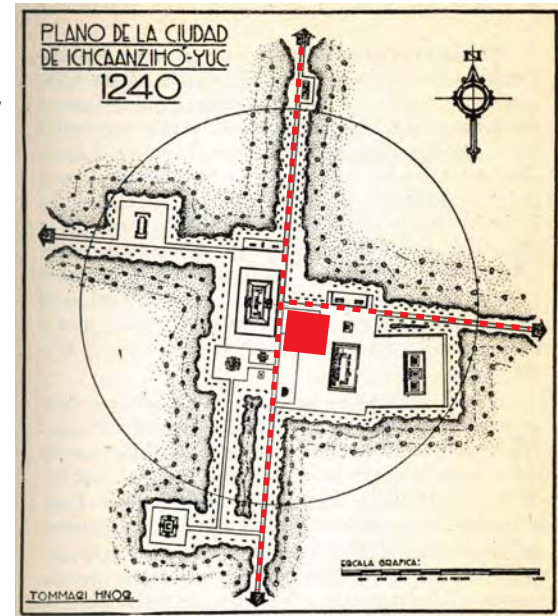 PLANO DE LA CIUDAD
DE ICHCAANZIHÓ-YUC.
1240
N
ESCALA GRAFICA:
TOMMASI HNOS.